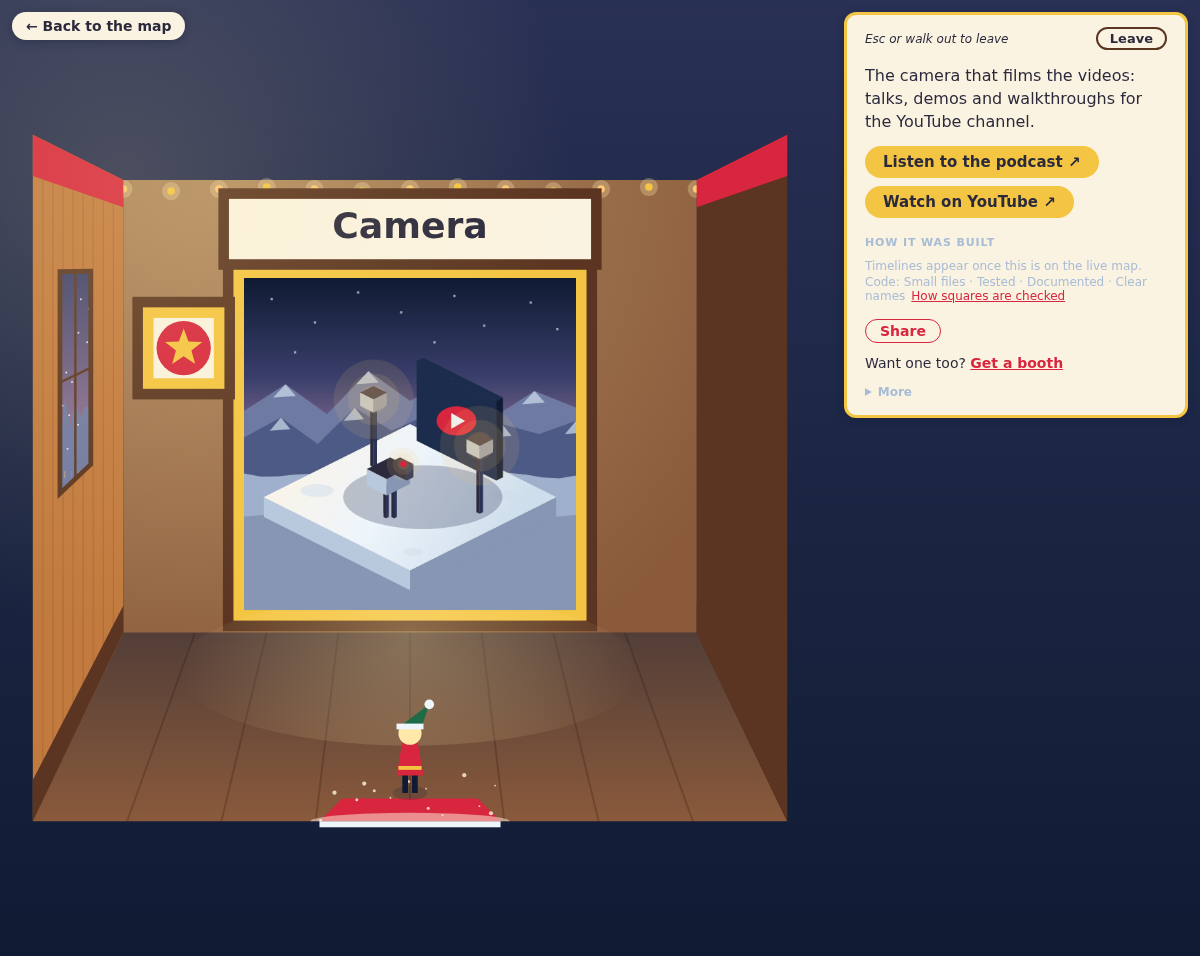 ← Back to the map
Camera
Esc or walk out to leave
Leave
The camera that films the videos:
talks, demos and walkthroughs for
the YouTube channel.
Listen to the podcast ↗
Watch on YouTube ↗
HOW IT WAS BUILT
Timelines appear once this is on the live map.
Code: Small files · Tested · Documented · Clear
names How squares are checked
Share
Want one too? Get a booth
More